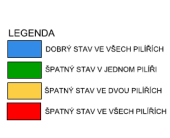 LEGENDA
DOBRÝ STAV VE VŠECH PILÍŘÍCH
ŠPATNÝ STAV V JEDNOM PILÍŘI
ŠPATNÝ STAV VE DVOU PILÍŘÍCH
ŠPATNÝ STAV VE VŠECH PILÍŘÍCH